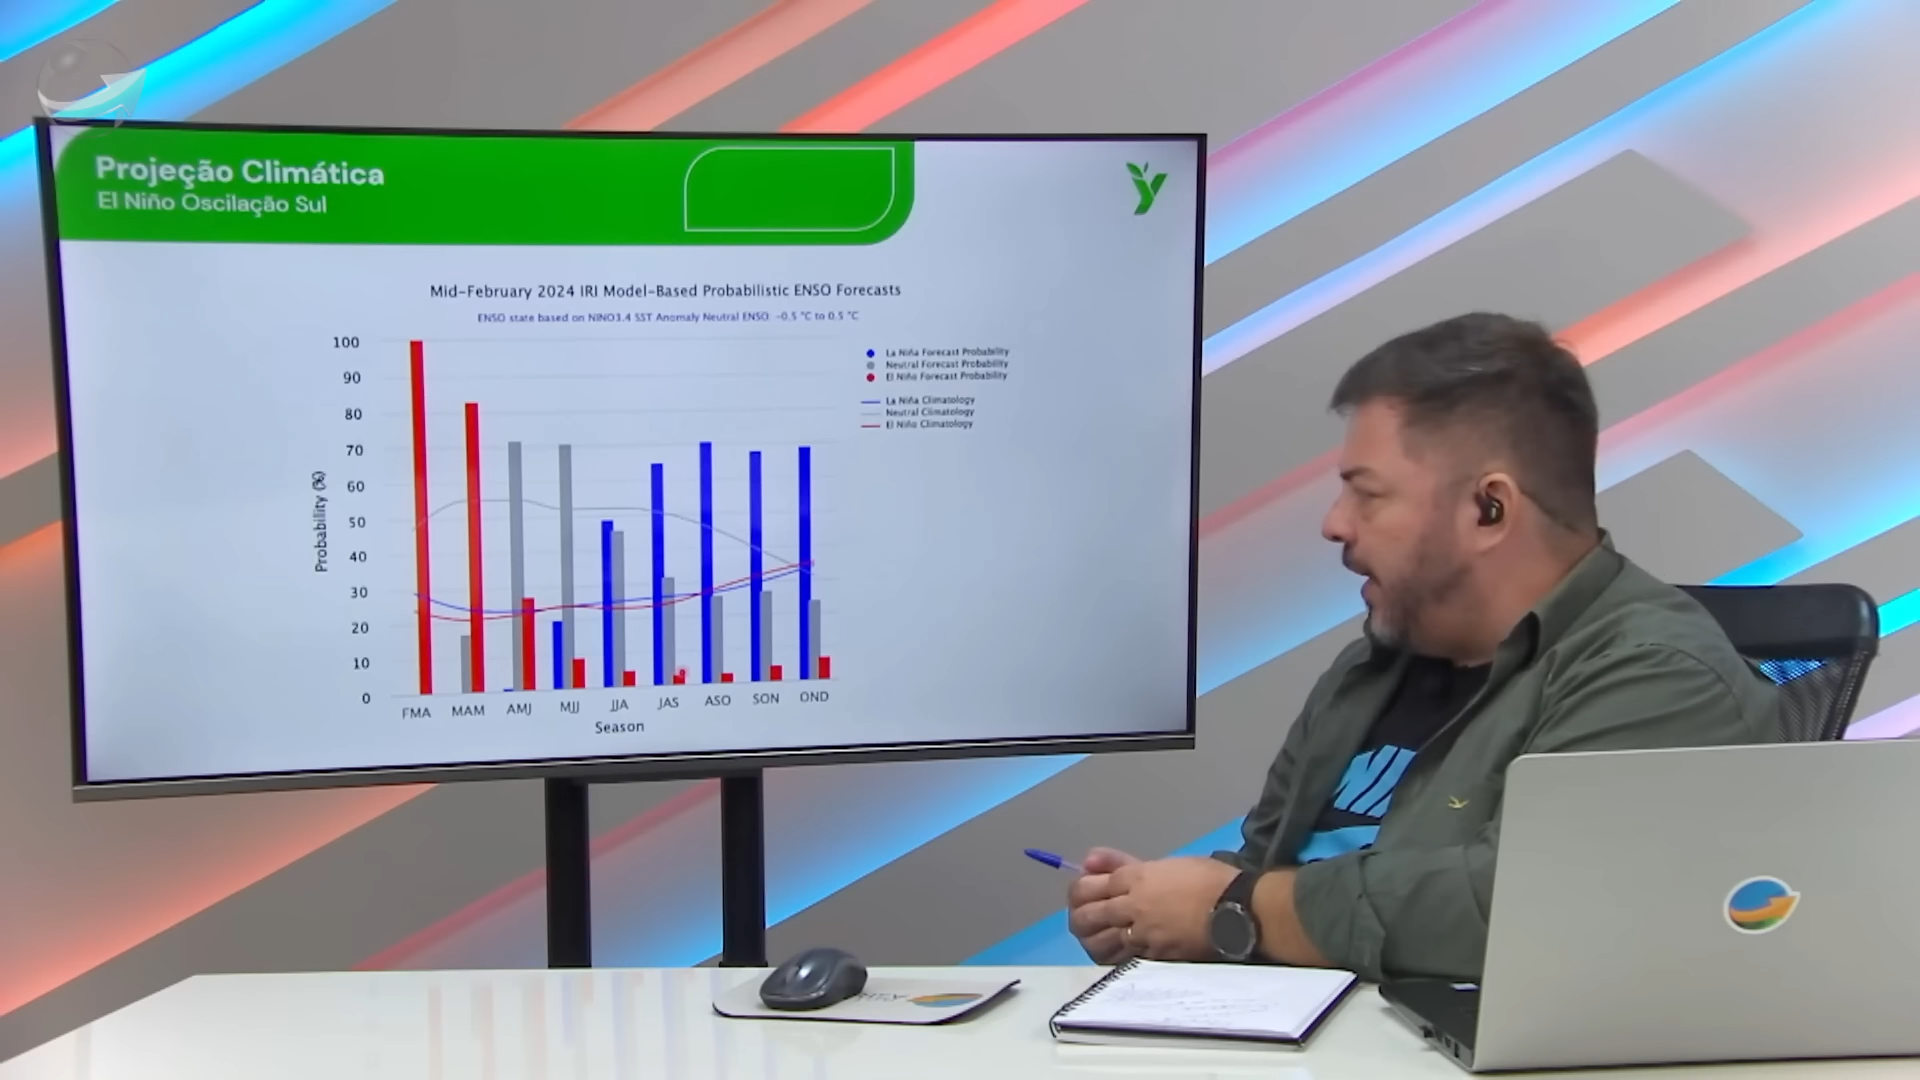 Projeção Climática
El Niño Oscilação Sul
Mid-February 2024 IRI Model-Based Probabilistic ENSO Forecasts
ENSO state based on NINO3.4 SST Anomaly Neutral ENSO: -0.5 °C to 0.5 °C
100
90
80
70
60
50
40
30
20
10
0
Probability (%)
La Niña Forecast Probability
Neutral Forecast Probability
El Niño Forecast Probability
La Niña Climatology
Neutral Climatology
El Niño Climatology
FMA MAM AMJ MJJ JJA JAS ASO SON OND
Season